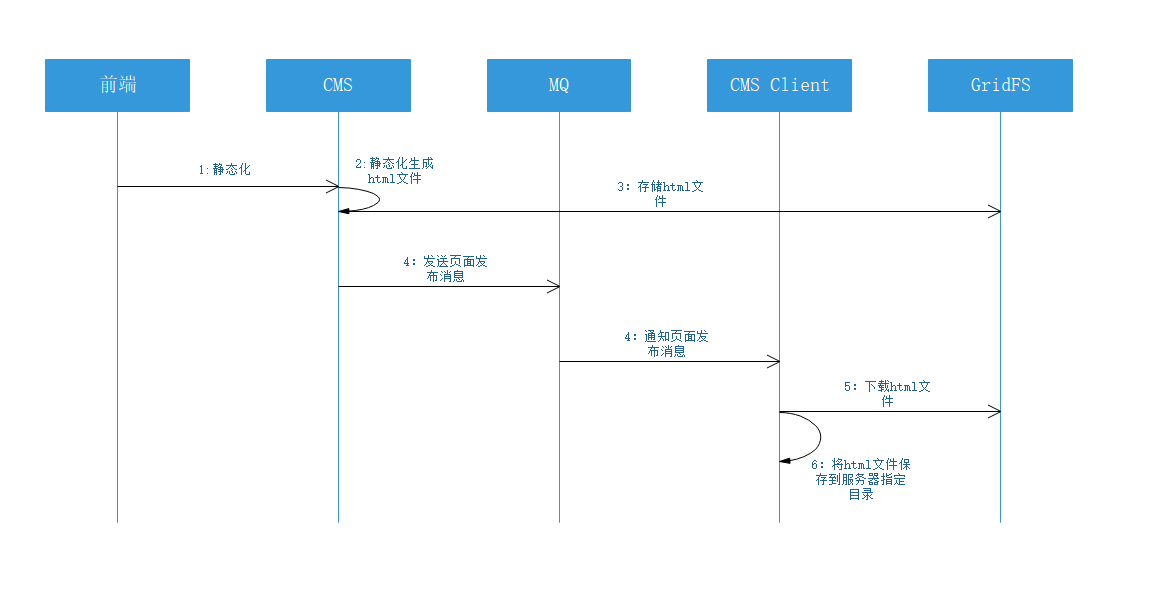 前端
CMS
MQ
CMS Client
GridFS
1:静态化
2:静态化生成
html文件
3: 存储html文
件
4: 发送页面发
布消息
4: 通知页面发
布消息
5: 下载html文
件
6: 将html文件保
存到服务器指定
目录